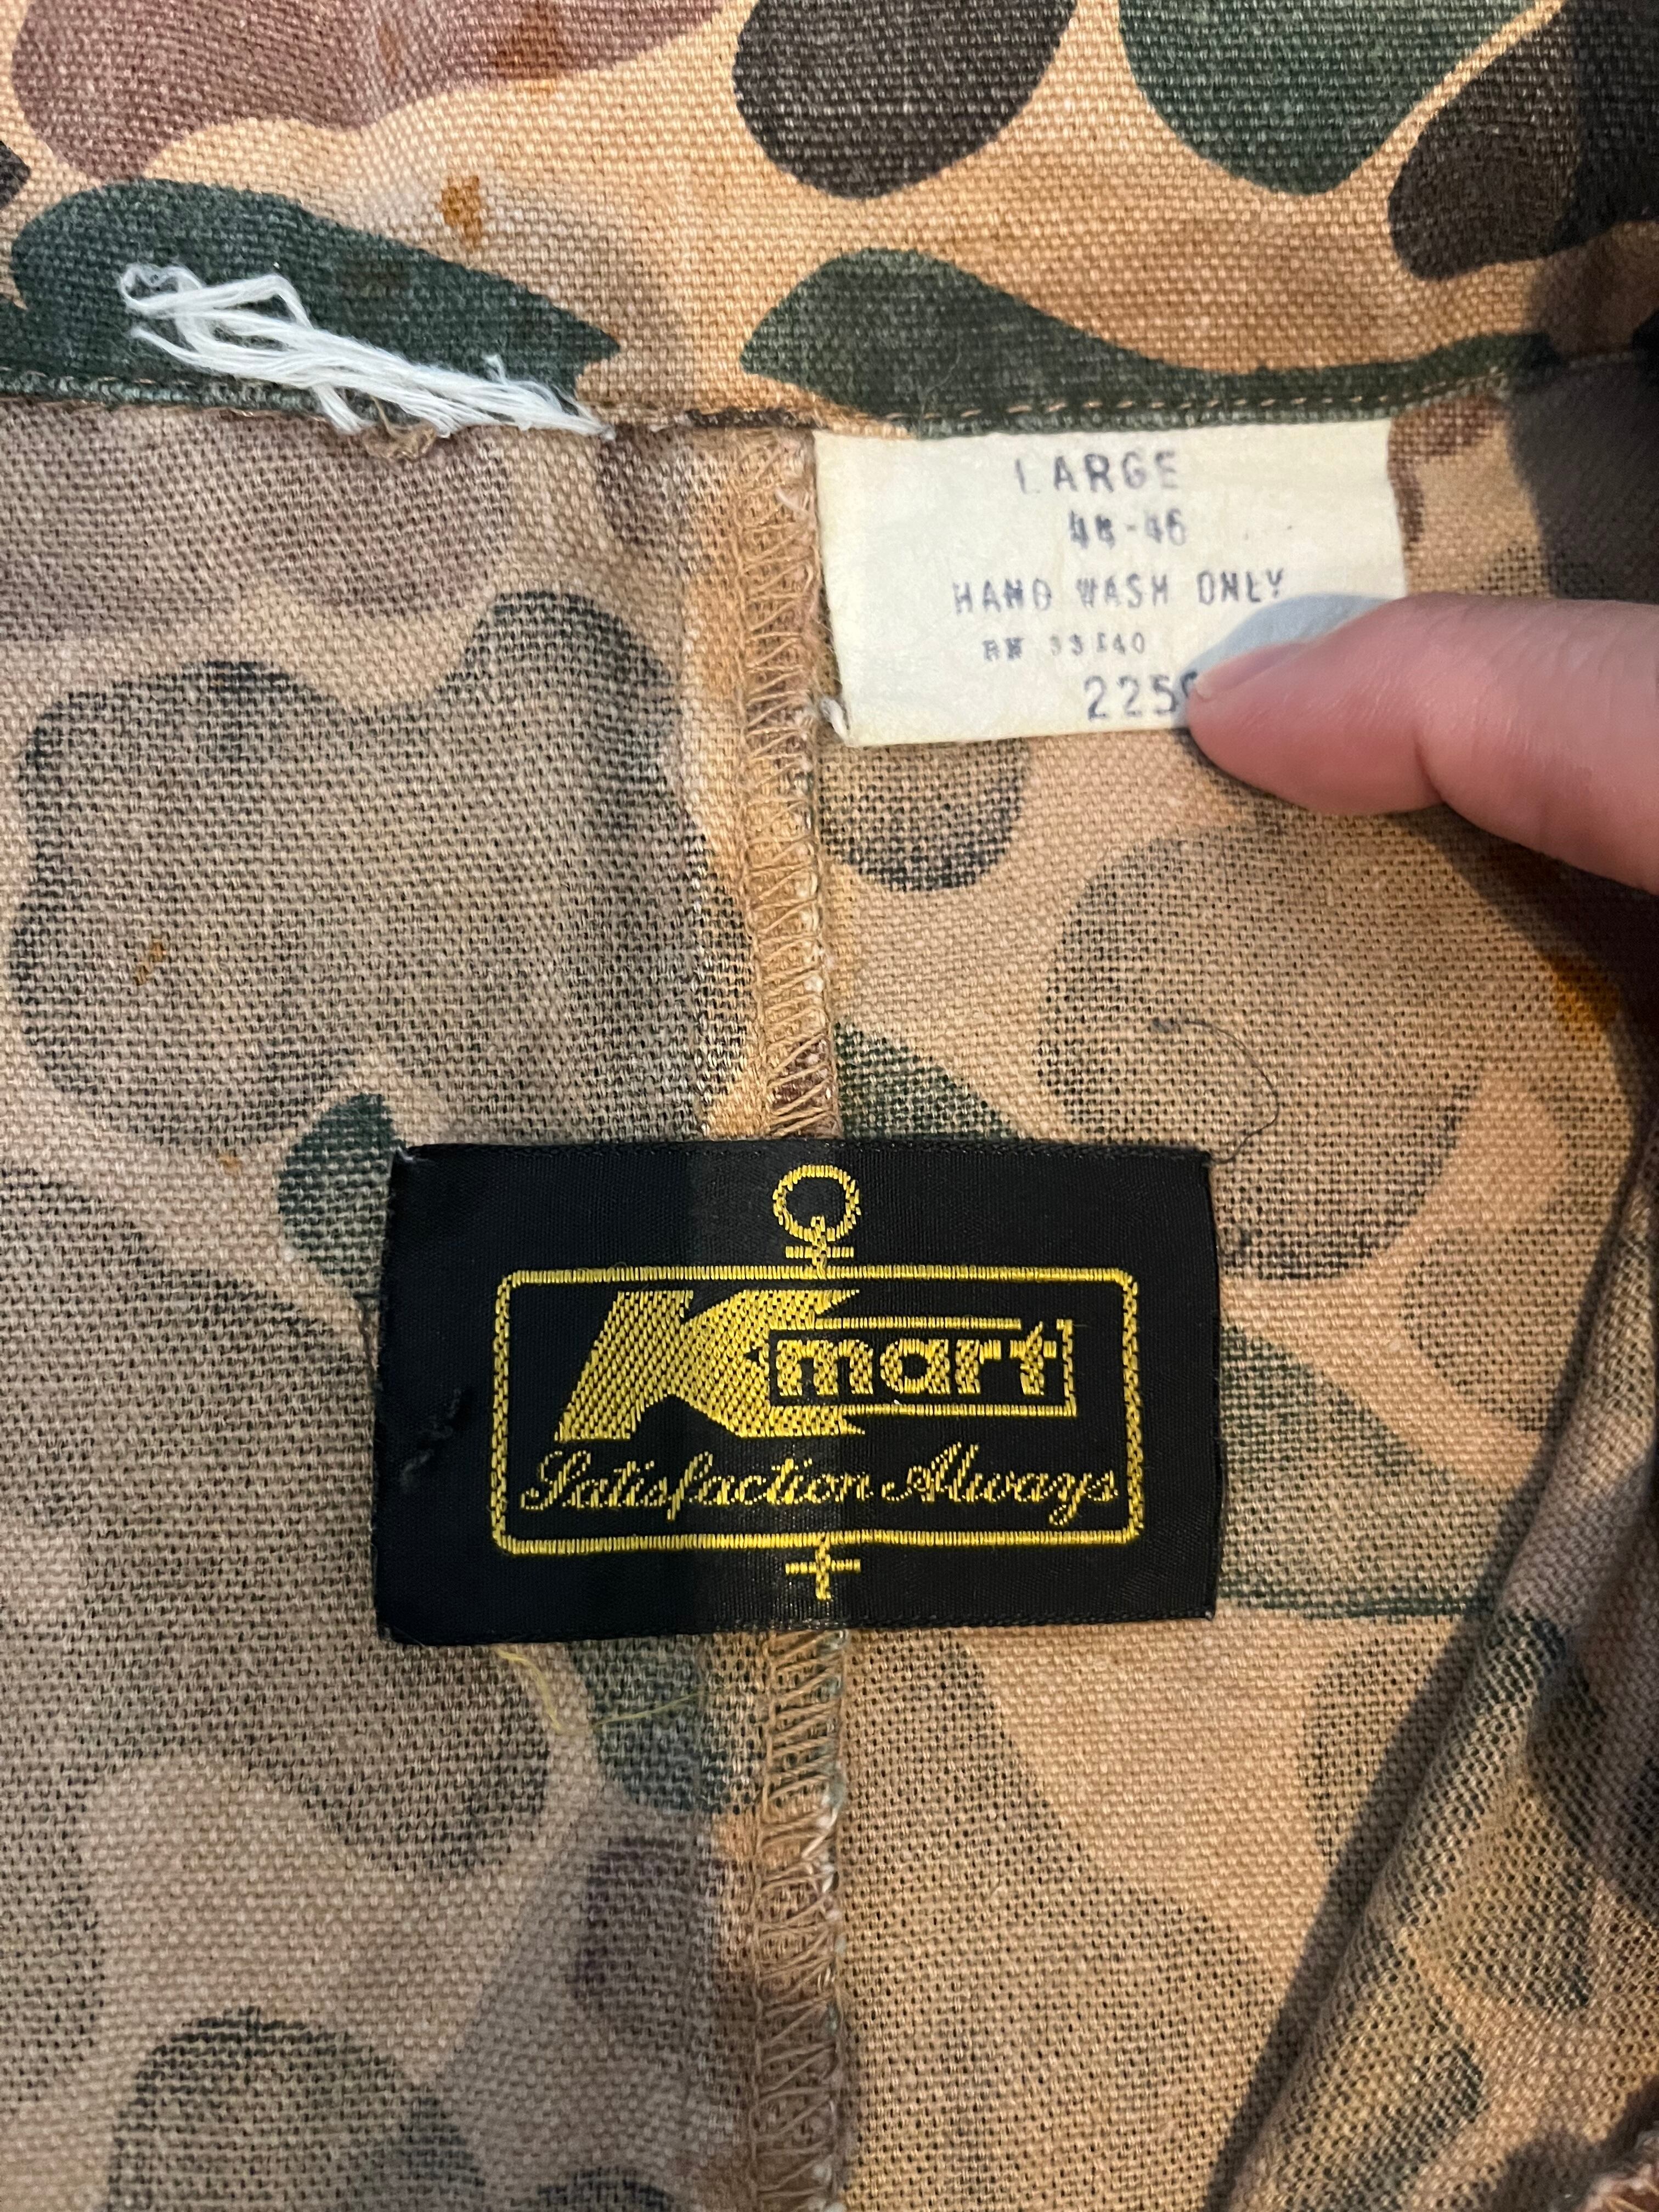 LARGE
44-46
HAND WASH ONLY
RN 33540
225
Kmart
Satisfaction Always